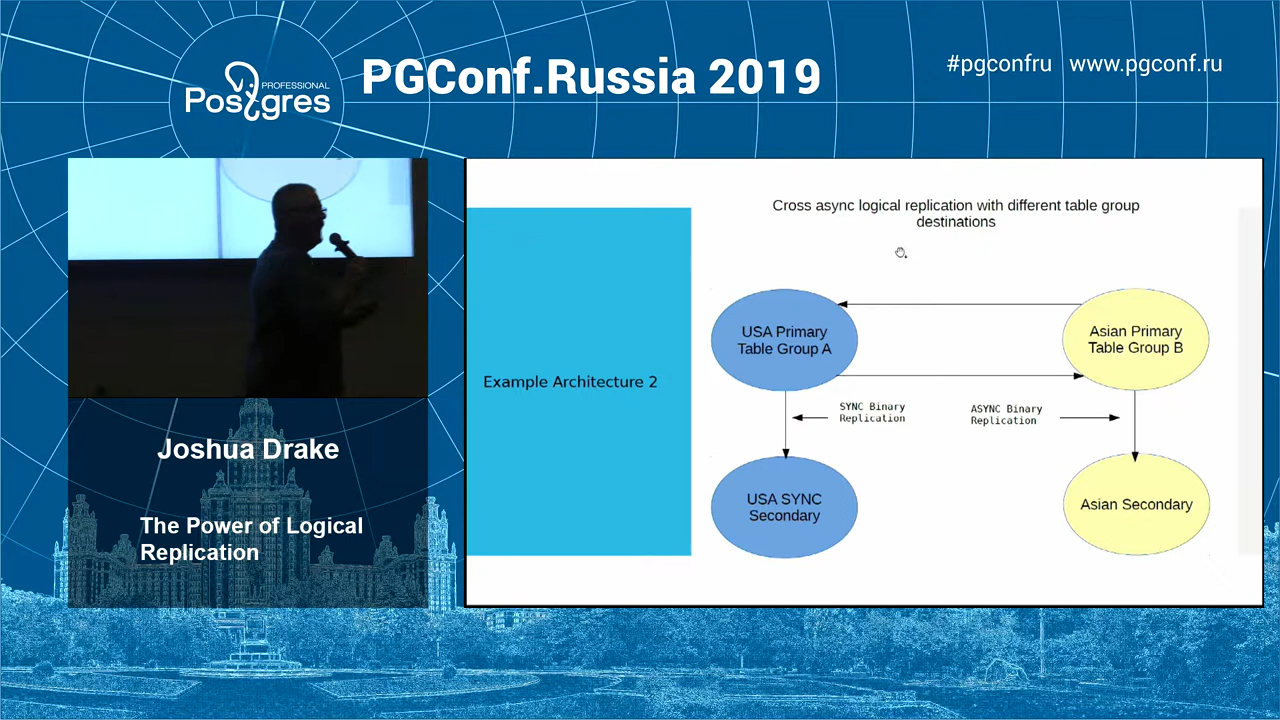 PROFESSIONAL
Postgres
PGConf.Russia 2019
#pgconfru www.pgconf.ru
Joshua Drake
The Power of Logical
Replication
Example Architecture 2
Cross async logical replication with different table group
destinations
USA Primary
Table Group A
Asian Primary
Table Group B
SYNC Binary
Replication
ASYNC Binary
Replication
USA SYNC
Secondary
Asian Secondary